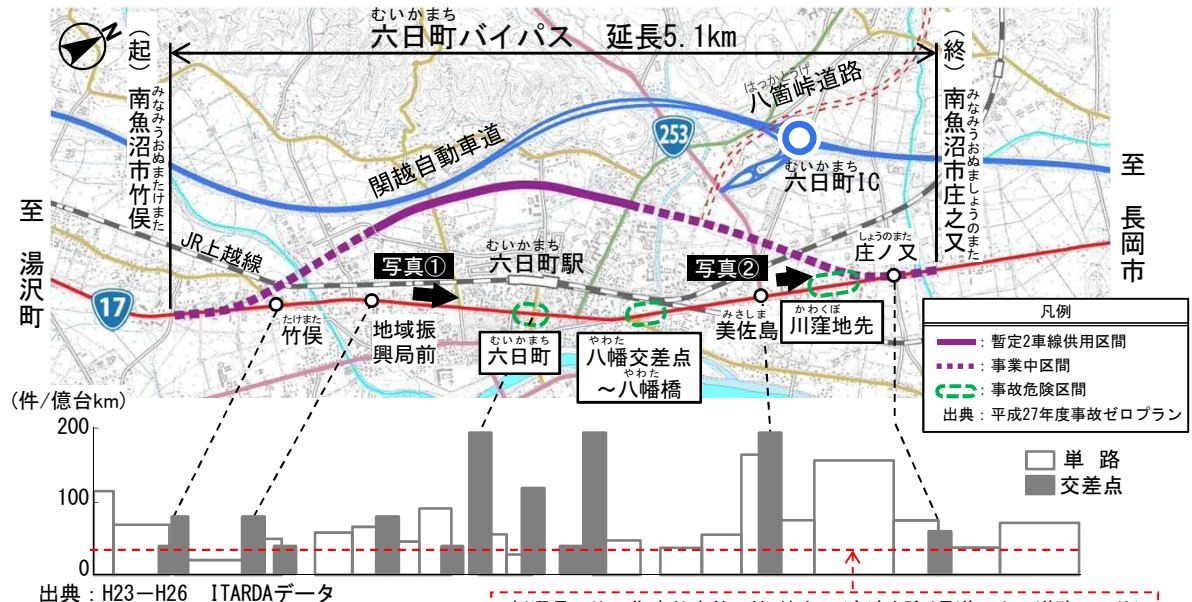 むいかまち
六日町バイパス 延長5.1km
N
(起)
みなみうおぬまたけまた
南魚沼市竹俣
(終)
みなみうおぬましょうのまた
南魚沼市庄之又
至 湯沢町
至 長岡市
はっかとうげ
八箇峠道路
253
関越自動車道
むいかまち
六日町IC
JR上越線
むいかまち
六日町駅
写真①
写真②
しょうのまた
庄ノ又
17
たけまた
竹俣
地域振
興局前
むいかまち
六日町
やわた
八幡交差点
やわた
~八幡橋
みさしま
美佐島
かわくぼ
川窪地先
凡例
:暫定2車線供用区間
:事業中区間
:事故危険区間
出典:平成27年度事故ゼロプラン
(件/億台km)
200
100
0
単 路
交差点
出典:H23-H26 ITARDAデータ